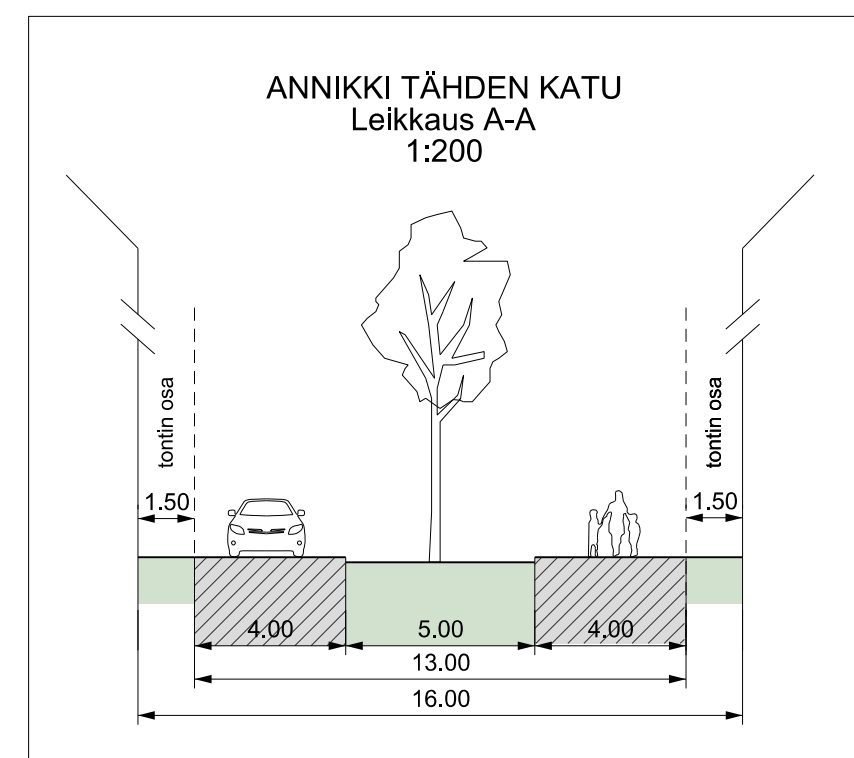 ANNIKKI TÄHDEN KATU
Leikkaus A-A
1:200
tontin osa
tontin osa
1.50
1.50
4.00 5.00 4.00
13.00
16.00